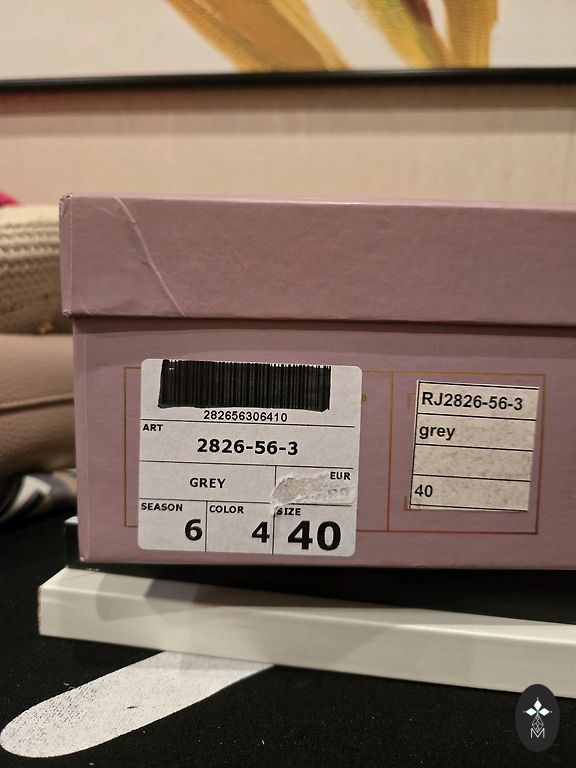 282656306410
ART
2826-56-3
GREY
EUR
SEASON
6
COLOR
4
SIZE
40
RJ2826-56-3
grey
40